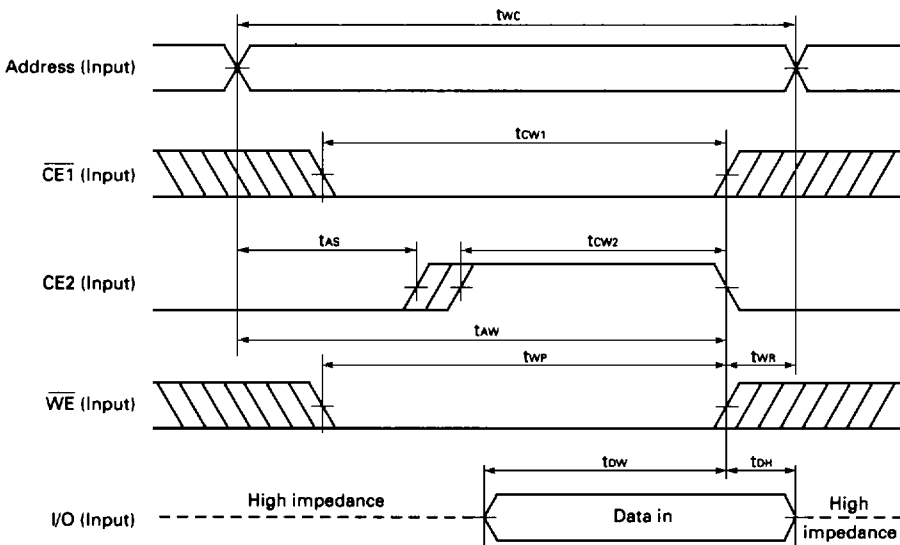 tWC
Address (Input)
tCW1
CE1 (Input)
tAS
tCW2
CE2 (Input)
tAW
tWP
tWR
WE (Input)
tDW
tDH
High impedance
Data in
High
impedance
I/O (Input)